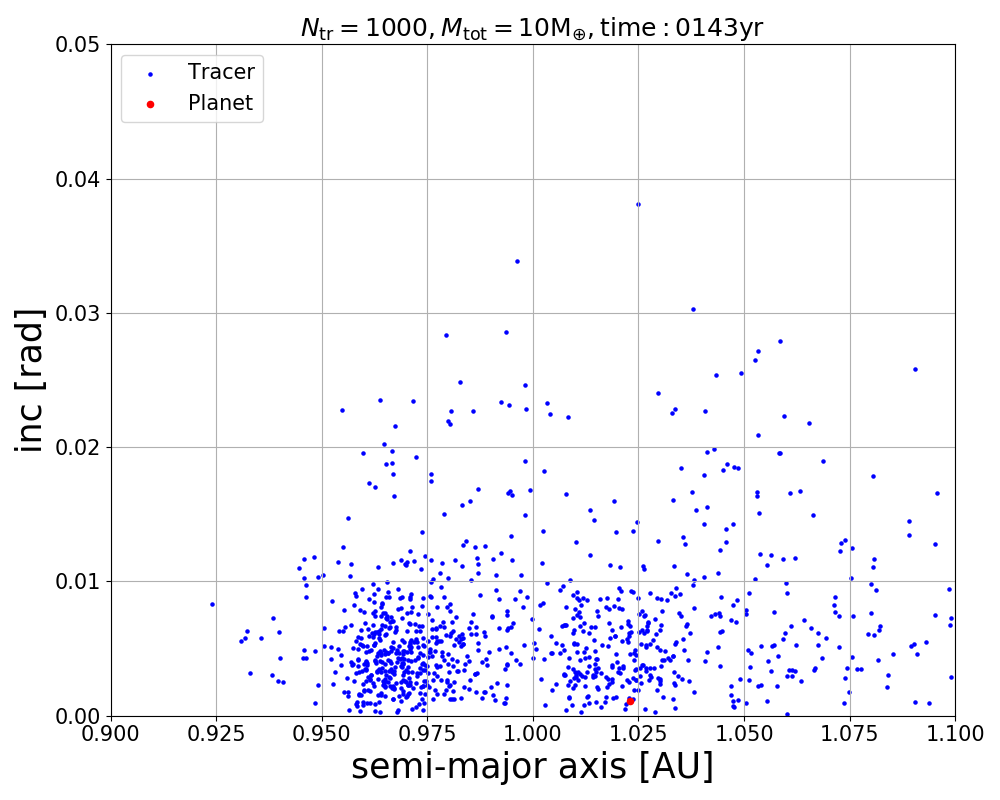 N_tr = 1000, M_tot = 10M_⊕, time : 0143yr
Tracer
Planet
0.05
0.04
0.03
0.02
0.01
0.00
inc [rad]
0.900 0.925 0.950 0.975 1.000 1.025 1.050 1.075 1.100
semi-major axis [AU]